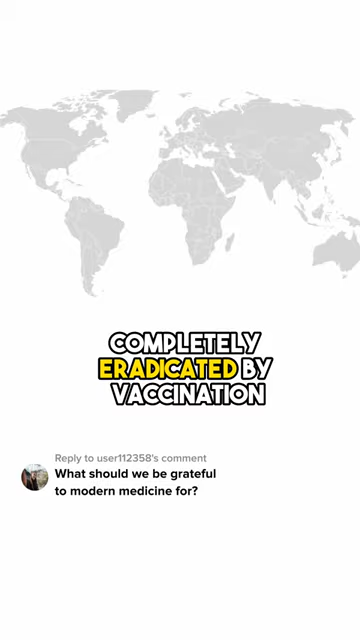 COMPLETELY
ERADICATED BY
VACCINATION
Reply to user112358's comment
What should we be grateful
to modern medicine for?